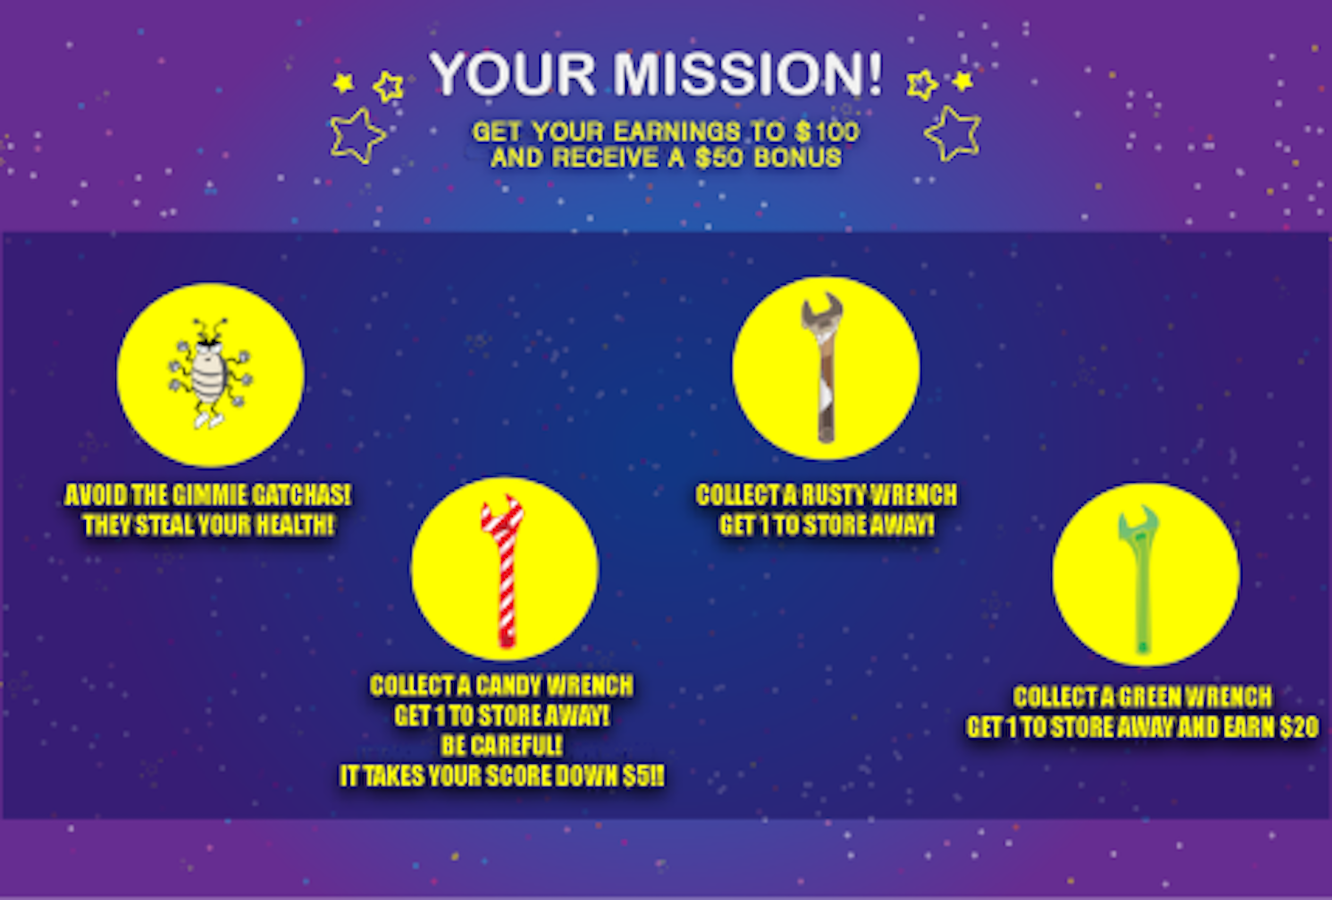 YOUR MISSION!
GET YOUR EARNINGS TO $100
AND RECEIVE A $50 BONUS
AVOID THE GIMMIE GATCHAS!
THEY STEAL YOUR HEALTH!
COLLECT A CANDY WRENCH
GET 1 TO STORE AWAY!
BE CAREFUL!
IT TAKES YOUR SCORE DOWN $5!!
COLLECT A RUSTY WRENCH
GET 1 TO STORE AWAY!
COLLECT A GREEN WRENCH
GET 1 TO STORE AWAY AND EARN $20